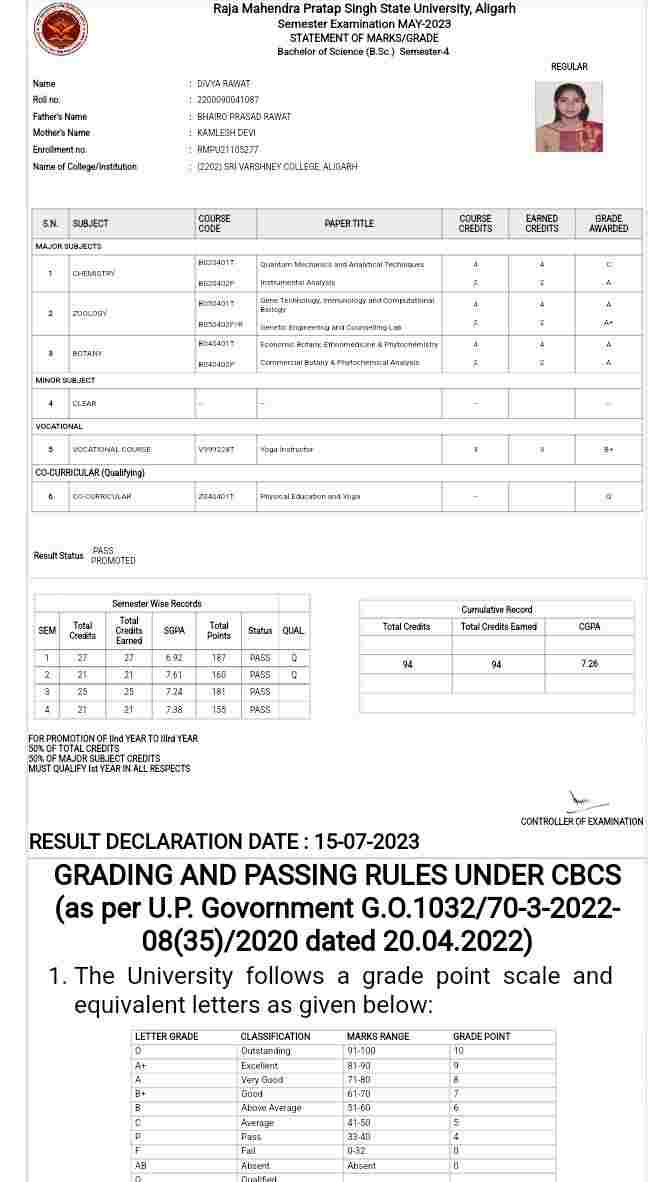 Raja Mahendra Pratap Singh State University, Aligarh
Semester Examination MAY-2023
STATEMENT OF MARKS/GRADE
Bachelor of Science (B.Sc.) Semester-4
REGULAR
Name : DIVYA RAWAT
Roll no. : 2200090041087
Father's Name : BHAIRO PRASAD RAWAT
Mother's Name : KAMLESH DEVI
Enrollment no. : RMPU21105277
Name of College/Institution : (2202) SRI VARSHNEY COLLEGE, ALIGARH
S.N. SUBJECT COURSE CODE PAPER TITLE COURSE CREDITS EARNED CREDITS GRADE AWARDED
MAJOR SUBJECTS
1 CHEMISTRY B020401T Quantum Mechanics and Analytical Techniques 4 4 C
B020402P Instrumental Analysis 2 2 A
2 ZOOLOGY B050401T Gene Technology, Immunology and Computational Biology 4 4 A
B050402P/R Genetic Engineering and Counselling Lab 2 2 A+
3 BOTANY B040401T Economic Botany, Ethnomedicine & Phytochemistry 4 4 A
B040402P Commercial Botany & Phytochemical Analysis 2 2 A
MINOR SUBJECT
4 CLEAR -- -- -- --
VOCATIONAL
5 VOCATIONAL COURSE V999228T Yoga Instructor 3 3 B+
CO-CURRICULAR (Qualifying)
6 CO-CURRICULAR Z040401T Physical Education and Yoga -- Q
Result Status PASS
PROMOTED
Semester Wise Records
SEM Total Credits Total Credits Earned SGPA Total Points Status QUAL.
1 27 27 6.92 187 PASS Q
2 21 21 7.61 160 PASS Q
3 25 25 7.24 181 PASS
4 21 21 7.38 155 PASS
Cumulative Record
Total Credits Total Credits Earned CGPA
94 94 7.26
FOR PROMOTION OF IInd YEAR TO IIIrd YEAR
50% OF TOTAL CREDITS
50% OF MAJOR SUBJECT CREDITS
MUST QUALIFY Ist YEAR IN ALL RESPECTS
CONTROLLER OF EXAMINATION
RESULT DECLARATION DATE : 15-07-2023
GRADING AND PASSING RULES UNDER CBCS
(as per U.P. Govornment G.O.1032/70-3-2022-
08(35)/2020 dated 20.04.2022)
1. The University follows a grade point scale and
equivalent letters as given below:
LETTER GRADE CLASSIFICATION MARKS RANGE GRADE POINT
O Outstanding 91-100 10
A+ Excellent 81-90 9
A Very Good 71-80 8
B+ Good 61-70 7
B Above Average 51-60 6
C Average 41-50 5
P Pass 33-40 4
F Fail 0-32 0
AB Absent Absent 0
Q Qualified